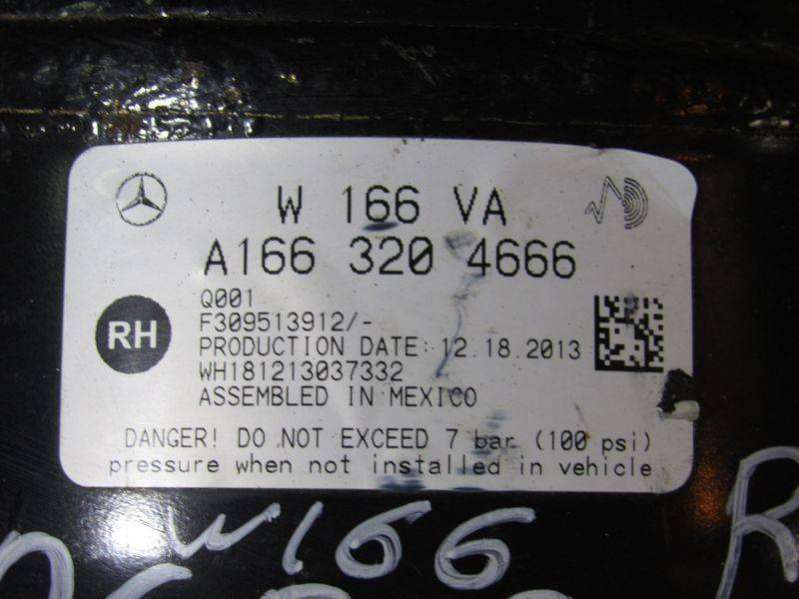 W 166 VA
A166 320 4666
Q001
F309513912/-
RH
PRODUCTION DATE: 12.18.2013
WH181213037332
ASSEMBLED IN MEXICO
DANGER! DO NOT EXCEED 7 bar (100 psi)
pressure when not installed in vehicle
W166
R